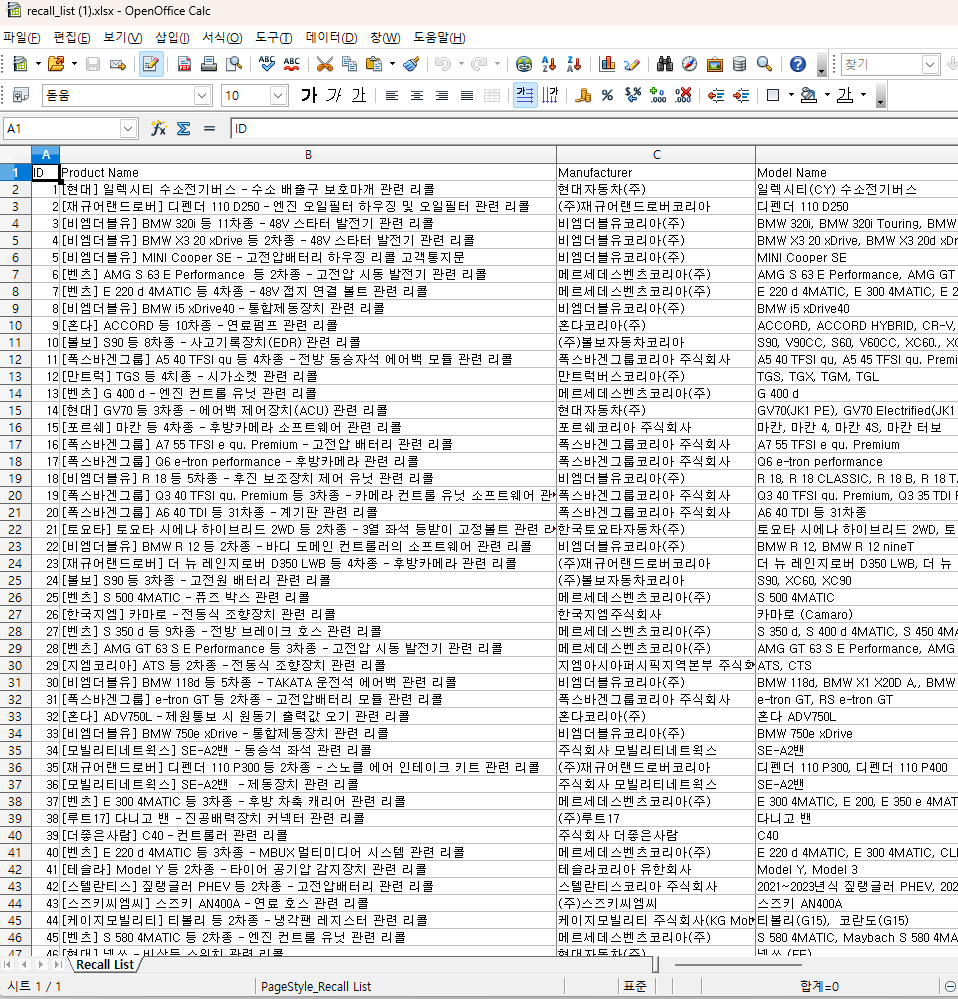 recall_list (1).xlsx - OpenOffice Calc
파일(F) 편집(E) 보기(V) 삽입(I) 서식(O) 도구(T) 데이터(D) 창(W) 도움말(H)
찾기
돋움 10
A1 ID
A B C
1 ID Product Name Manufacturer Model Name
2 1 [현대] 일렉시티 수소전기버스 - 수소 배출구 보호마개 관련 리콜 현대자동차(주) 일렉시티(CY) 수소전기버스
3 2 [재규어랜드로버] 디펜더 110 D250 - 엔진 오일필터 하우징 및 오일필터 관련 리콜 (주)재규어랜드로버코리아 디펜더 110 D250
4 3 [비엠더블유] BMW 320i 등 11차종 - 48V 스타터 발전기 관련 리콜 비엠더블유코리아(주) BMW 320i, BMW 320i Touring, BMW
5 4 [비엠더블유] BMW X3 20 xDrive 등 2차종 - 48V 스타터 발전기 관련 리콜 비엠더블유코리아(주) BMW X3 20 xDrive, BMW X3 20d xDr
6 5 [비엠더블유] MINI Cooper SE - 고전압배터리 하우징 리콜 고객통지문 비엠더블유코리아(주) MINI Cooper SE
7 6 [벤츠] AMG S 63 E Performance 등 2차종 - 고전압 시동 발전기 관련 리콜 메르세데스벤츠코리아(주) AMG S 63 E Performance, AMG GT
8 7 [벤츠] E 220 d 4MATIC 등 4차종 - 48V 접지 연결 볼트 관련 리콜 메르세데스벤츠코리아(주) E 220 d 4MATIC, E 300 4MATIC, E 2
9 8 [비엠더블유] BMW i5 xDrive40 - 통합제동장치 관련 리콜 비엠더블유코리아(주) BMW i5 xDrive40
10 9 [혼다] ACCORD 등 10차종 - 연료펌프 관련 리콜 혼다코리아(주) ACCORD, ACCORD HYBRID, CR-V,
11 10 [볼보] S90 등 8차종 - 사고기록장치(EDR) 관련 리콜 (주)볼보자동차코리아 S90, V90CC, S60, V60CC, XC60,, XC
12 11 [폭스바겐그룹] A5 40 TFSI qu 등 4차종 - 전방 동승자석 에어백 모듈 관련 리콜 폭스바겐그룹코리아 주식회사 A5 40 TFSI qu, A5 45 TFSI qu. Premi
13 12 [만트럭] TGS 등 4치종 - 시가소켓 관련 리콜 만트럭버스코리아(주) TGS, TGX, TGM, TGL
14 13 [벤츠] G 400 d - 엔진 컨트롤 유닛 관련 리콜 메르세데스벤츠코리아(주) G 400 d
15 14 [현대] GV70 등 3차종 - 에어백 제어장치(ACU) 관련 리콜 현대자동차(주) GV70(JK1 PE), GV70 Electrified(JK1
16 15 [포르쉐] 마칸 등 4차종 - 후방카메라 소프트웨어 관련 리콜 포르쉐코리아 주식회사 마칸, 마칸 4, 마칸 4S, 마칸 터보
17 16 [폭스바겐그룹] A7 55 TFSI e qu. Premium - 고전압 배터리 관련 리콜 폭스바겐그룹코리아 주식회사 A7 55 TFSI e qu. Premium
18 17 [폭스바겐그룹] Q6 e-tron performance - 후방카메라 관련 리콜 폭스바겐그룹코리아 주식회사 Q6 e-tron performance
19 18 [비엠더블유] R 18 등 5차종 - 후진 보조장치 제어 유닛 관련 리콜 비엠더블유코리아(주) R 18, R 18 CLASSIC, R 18 B, R 18 T.
20 19 [폭스바겐그룹] Q3 40 TFSI qu. Premium 등 3차종 - 카메라 컨트롤 유닛 소프트웨어 관 폭스바겐그룹코리아 주식회사 Q3 40 TFSI qu. Premium, Q3 35 TDI
21 20 [폭스바겐그룹] A6 40 TDI 등 31차종 - 계기판 관련 리콜 폭스바겐그룹코리아 주식회사 A6 40 TDI 등 31차종
22 21 [토요타] 토요타 시에나 하이브리드 2WD 등 2차종 - 3열 좌석 등받이 고정볼트 관련 한국토요타자동차(주) 토요타 시에나 하이브리드 2WD, 토
23 22 [비엠더블유] BMW R 12 등 2차종 - 바디 도메인 컨트롤러의 소프트웨어 관련 리콜 비엠더블유코리아(주) BMW R 12, BMW R 12 nineT
24 23 [재규어랜드로버] 더 뉴 레인지로버 D350 LWB 등 4차종 - 후방카메라 관련 리콜 (주)재규어랜드로버코리아 더 뉴 레인지로버 D350 LWB, 더 뉴
25 24 [볼보] S90 등 3차종 - 고전원 배터리 관련 리콜 (주)볼보자동차코리아 S90, XC60, XC90
26 25 [벤츠] S 500 4MATIC - 퓨즈 박스 관련 리콜 메르세데스벤츠코리아(주) S 500 4MATIC
27 26 [한국지엠] 카마로 - 전동식 조향장치 관련 리콜 한국지엠주식회사 카마로 (Camaro)
28 27 [벤츠] S 350 d 등 9차종 - 전방 브레이크 호스 관련 리콜 메르세데스벤츠코리아(주) S 350 d, S 400 d 4MATIC, S 450 4MA
29 28 [벤츠] AMG GT 63 S E Performance 등 3차종 - 고전압 시동 발전기 관련 리콜 메르세데스벤츠코리아(주) AMG GT 63 S E Performance, A
30 29 [지엠코리아] ATS 등 2차종 - 전동식 조향장치 관련 리콜 지엠아시아퍼시픽지역본부 주식회 ATS, CTS
31 30 [비엠더블유] BMW 118d 등 5차종 - TAKATA 운전석 에어백 관련 리콜 비엠더블유코리아(주) BMW 118d, BMW X1 X20D A,, BMW
32 31 [폭스바겐그룹] e-tron GT 등 2차종 - 고전압배터리 모듈 관련 리콜 폭스바겐그룹코리아 주식회사 e-tron GT, RS e-tron GT
33 32 [혼다] ADV750L - 제원통보 시 원동기 출력값 오기 관련 리콜 혼다코리아(주) 혼다 ADV750L
34 33 [비엠더블유] BMW 750e xDrive - 통합제동장치 관련 리콜 비엠더블유코리아(주) BMW 750e xDrive
35 34 [모빌리티네트웍스] SE-A2밴 - 동승석 좌석 관련 리콜 주식회사 모빌리티네트웍스 SE-A2밴
36 35 [재규어랜드로버] 디펜더 110 P300 등 2차종 - 스노클 에어 인테이크 키트 관련 리콜 (주)재규어랜드로버코리아 디펜더 110 P300, 디펜더 110 P400
37 36 [모빌리티네트웍스] SE-A2밴 - 제동장치 관련 리콜 주식회사 모빌리티네트웍스 SE-A2밴
38 37 [벤츠] E 300 4MATIC 등 3차종 - 후방 차축 캐리어 관련 리콜 메르세데스벤츠코리아(주) E 300 4MATIC, E 200, E 350 e 4MAT
39 38 [루트17] 다니고 밴 - 진공배력장치 커넥터 관련 리콜 (주)루트17 다니고 밴
40 39 [더좋은사람] C40 - 컨트롤러 관련 리콜 주식회사 더좋은사람 C40
41 40 [벤츠] E 220 d 4MATIC 등 3차종 - MBUX 멀티미디어 시스템 관련 리콜 메르세데스벤츠코리아(주) E 220 d 4MATIC, E 300 4MATIC, CL
42 41 [테슬라] Model Y 등 2차종 - 타이어 공기압 감지장치 관련 리콜 테슬라코리아 유한회사 Model Y, Model 3
43 42 [스텔란티스] 짚랭글러 PHEV 등 2차종 - 고전압배터리 관련 리콜 스텔란티스코리아 주식회사 2021~2023년식 짚랭글러 PHEV, 202
44 43 [스즈키씨엠씨] 스즈키 AN400A - 연료 호스 관련 리콜 (주)스즈키씨엠씨 스즈키 AN400A
45 44 [케이지모빌리티] 티볼리 등 2차종 - 냉각팬 레지스터 관련 리콜 케이지모빌리티 주식회사(KG Mob 티볼리(G15), 코란도(G15)
46 45 [벤츠] S 580 4MATIC 등 2차종 - 엔진 컨트롤 유닛 관련 리콜 메르세데스벤츠코리아(주) S 580 4MATIC, Maybach S 580 4MA
47 46 [현대] 넥쏘 - 비상등 스위치 관련 리콜 현대자동차(주) 넥쏘 (FE)
Recall List
시트 1 / 1 PageStyle_Recall List 표준 합계=0